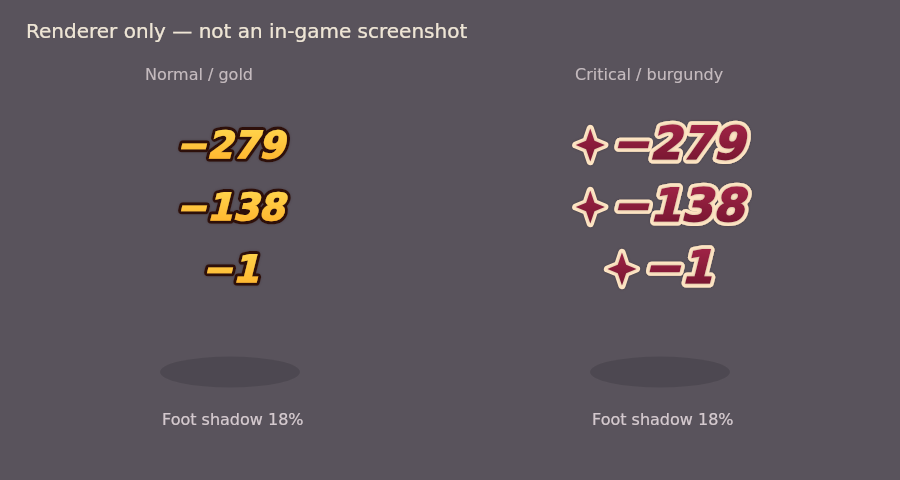 Renderer only — not an in-game screenshot
Normal / gold
Critical / burgundy
−279
−279
−138
−138
−1
−1
Foot shadow 18%
Foot shadow 18%